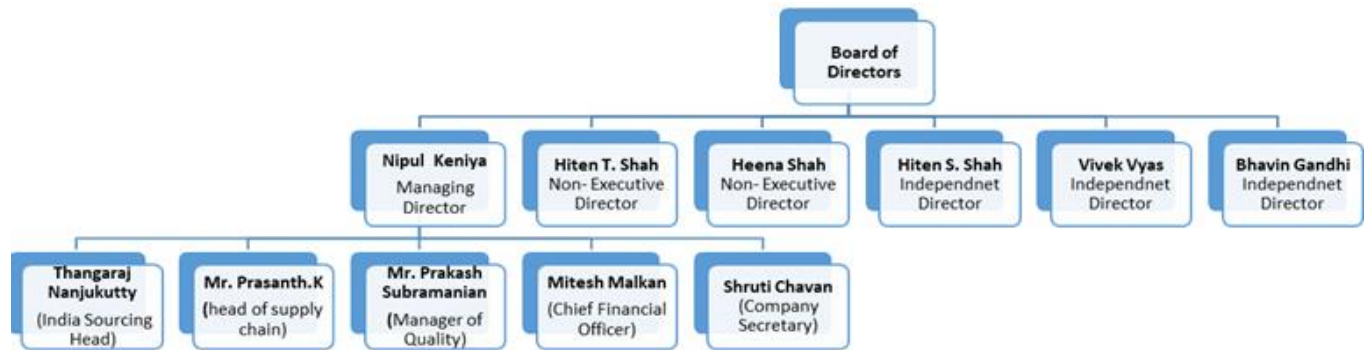 Board of
Directors
Nipul Keniya
Managing
Director
Hiten T. Shah
Non- Executive
Director
Heena Shah
Non- Executive
Director
Hiten S. Shah
Independnet
Director
Vivek Vyas
Independnet
Director
Bhavin Gandhi
Independnet
Director
Thangaraj
Nanjukutty
(India Sourcing
Head)
Mr. Prasanth.K
(head of supply
chain)
Mr. Prakash
Subramanian
(Manager of
Quality)
Mitesh Malkan
(Chief Financial
Officer)
Shruti Chavan
(Company
Secretary)